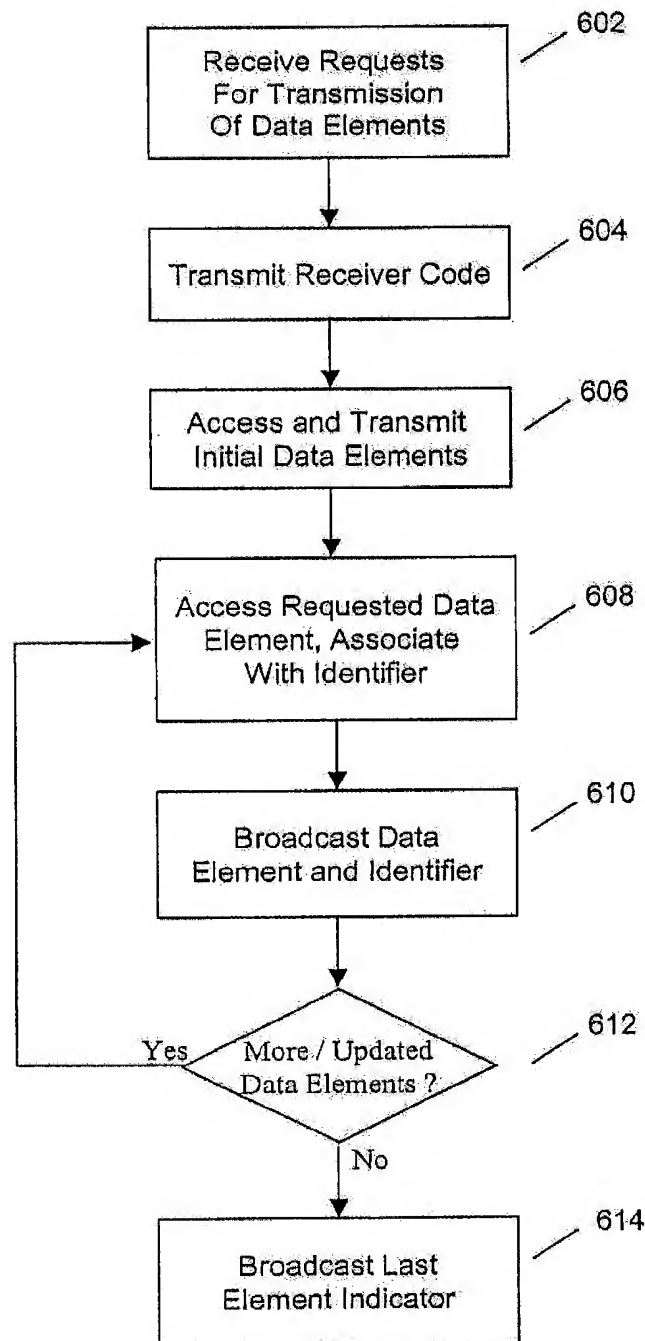 602
Receive Requests
For Transmission
Of Data Elements
604
Transmit Receiver Code
606
Access and Transmit
Initial Data Elements
608
Access Requested Data
Element, Associate
With Identifier
610
Broadcast Data
Element and Identifier
612
Yes
More / Updated
Data Elements ?
No
614
Broadcast Last
Element Indicator